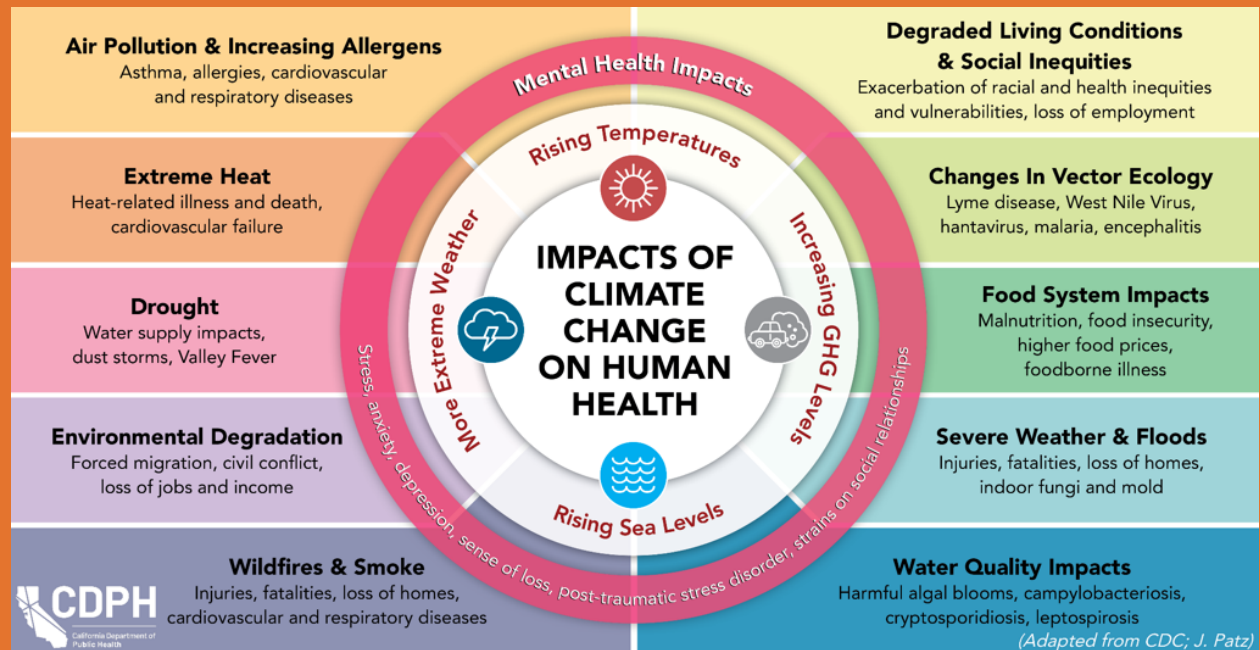 Air Pollution & Increasing Allergens
Asthma, allergies, cardiovascular
and respiratory diseases
Extreme Heat
Heat-related illness and death,
cardiovascular failure
Drought
Water supply impacts,
dust storms, Valley Fever
Environmental Degradation
Forced migration, civil conflict,
loss of jobs and income
Wildfires & Smoke
Injuries, fatalities, loss of homes,
cardiovascular and respiratory diseases
CDPH
California Department of
Public Health
Mental Health Impacts
Stress, anxiety, depression, sense of loss, post-traumatic stress disorder, strains on social relationships
Rising Temperatures
Increasing GHG Levels
Rising Sea Levels
More Extreme Weather
IMPACTS OF
CLIMATE
CHANGE
ON HUMAN
HEALTH
Degraded Living Conditions
& Social Inequities
Exacerbation of racial and health inequities
and vulnerabilities, loss of employment
Changes In Vector Ecology
Lyme disease, West Nile Virus,
hantavirus, malaria, encephalitis
Food System Impacts
Malnutrition, food insecurity,
higher food prices,
foodborne illness
Severe Weather & Floods
Injuries, fatalities, loss of homes,
indoor fungi and mold
Water Quality Impacts
Harmful algal blooms, campylobacteriosis,
cryptosporidiosis, leptospirosis
(Adapted from CDC; J. Patz)